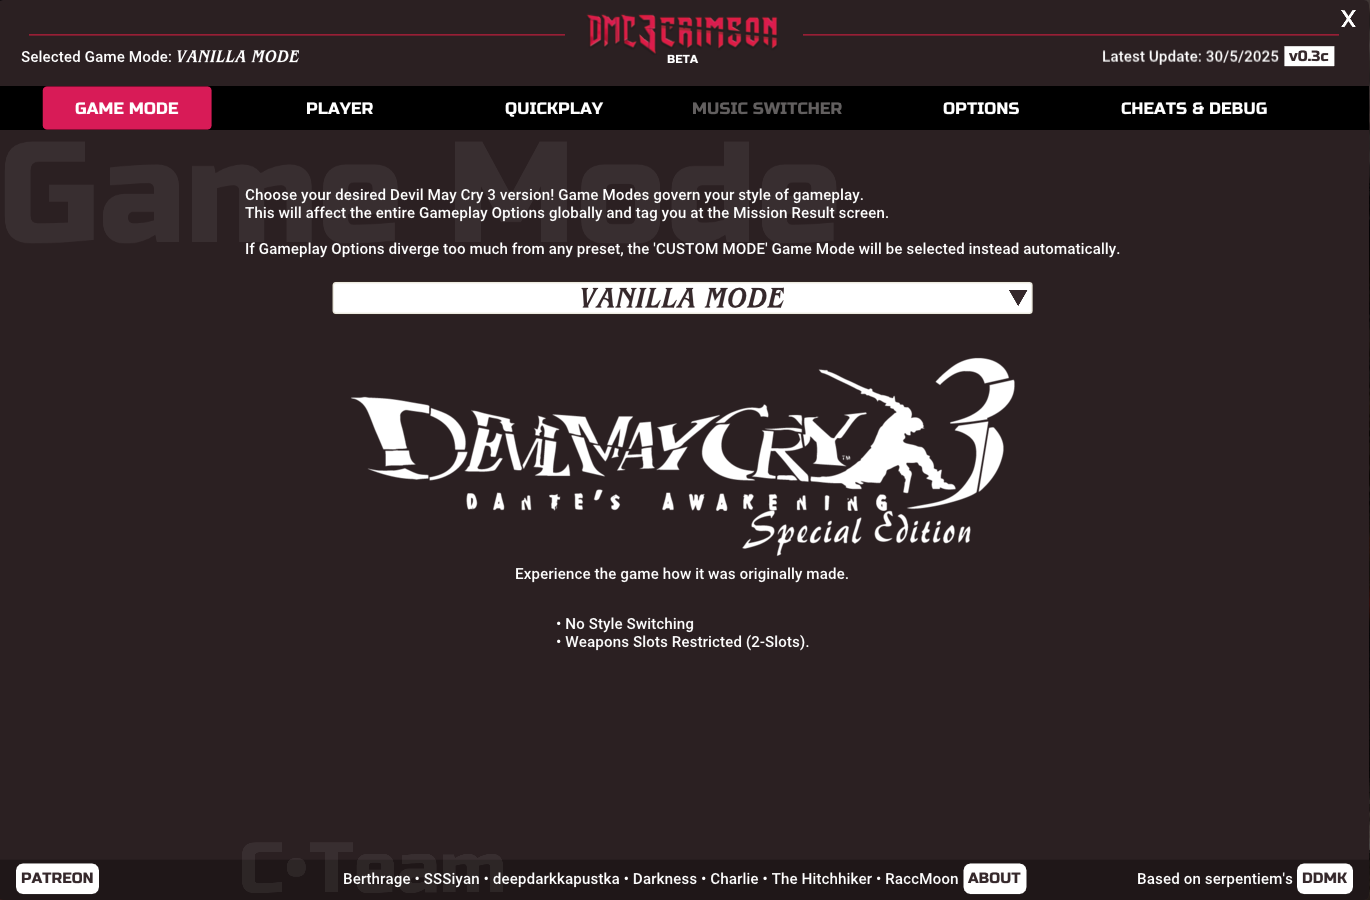 DMC3CRIMSON
X
Selected Game Mode: VANILLA MODE
BETA
Latest Update: 30/5/2025 v0.3c
GAME MODE PLAYER QUICKPLAY MUSIC SWITCHER OPTIONS CHEATS & DEBUG
Game Mode
Choose your desired Devil May Cry 3 version! Game Modes govern your style of gameplay.
This will affect the entire Gameplay Options globally and tag you at the Mission Result screen.
If Gameplay Options diverge too much from any preset, the 'CUSTOM MODE' Game Mode will be selected instead automatically.
VANILLA MODE
DEVIL MAY CRY 3
TM
DANTE'S AWAKENING
Special Edition
Experience the game how it was originally made.
• No Style Switching
• Weapons Slots Restricted (2-Slots).
C•Team
PATREON Berthrage • SSSiyan • deepdarkkapustka • Darkness • Charlie • The Hitchhiker • RaccMoon ABOUT Based on serpentiem's DDMK